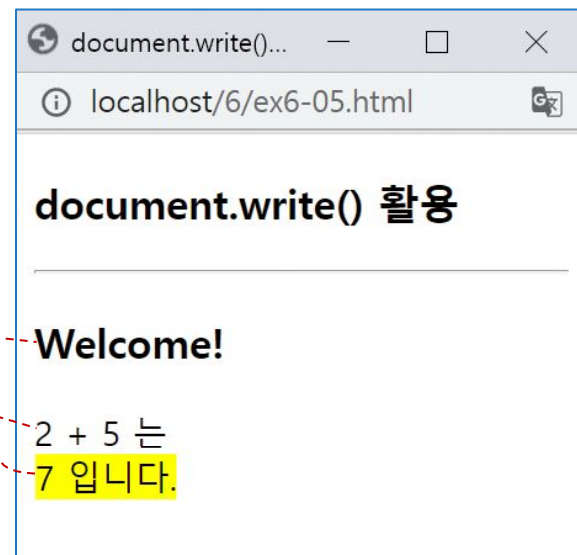 document.write()...
localhost/6/ex6-05.html
document.write() 활용
Welcome!
2 + 5 는
7 입니다.